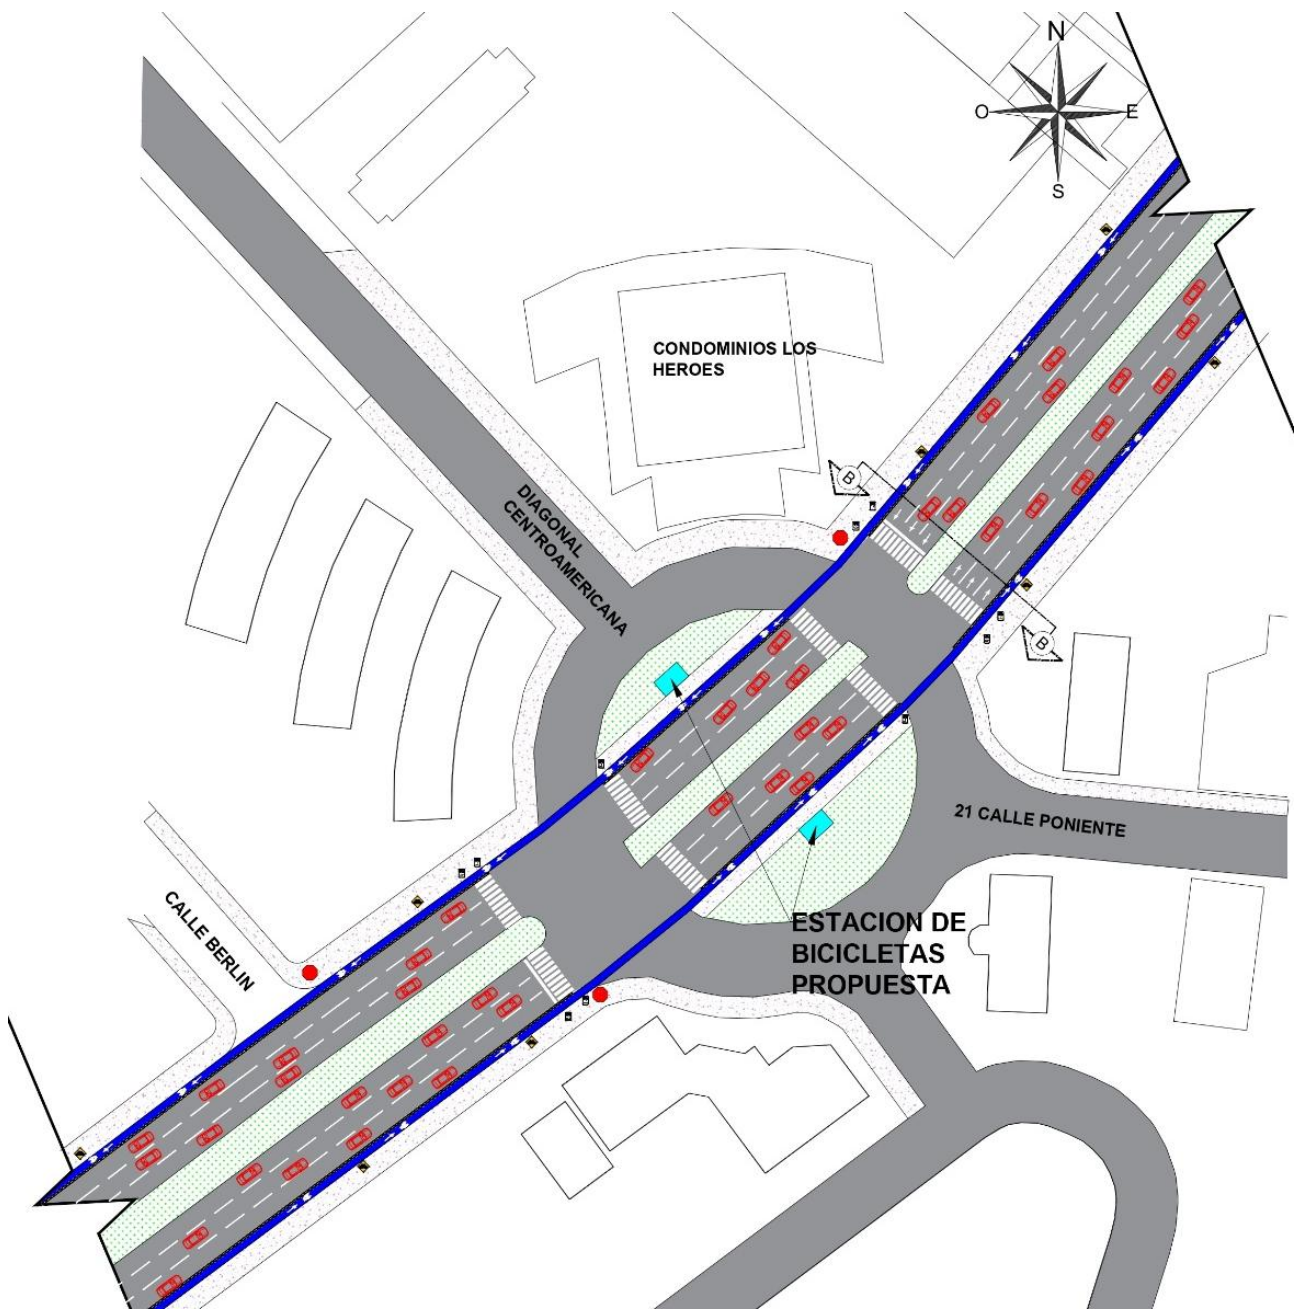 N
O
E
S
CONDOMINIOS LOS
HEROES
B
DIAGONAL
CENTROAMERICANA
B
21 CALLE PONIENTE
CALLE BERLIN
ESTACION DE
BICICLETAS
PROPUESTA